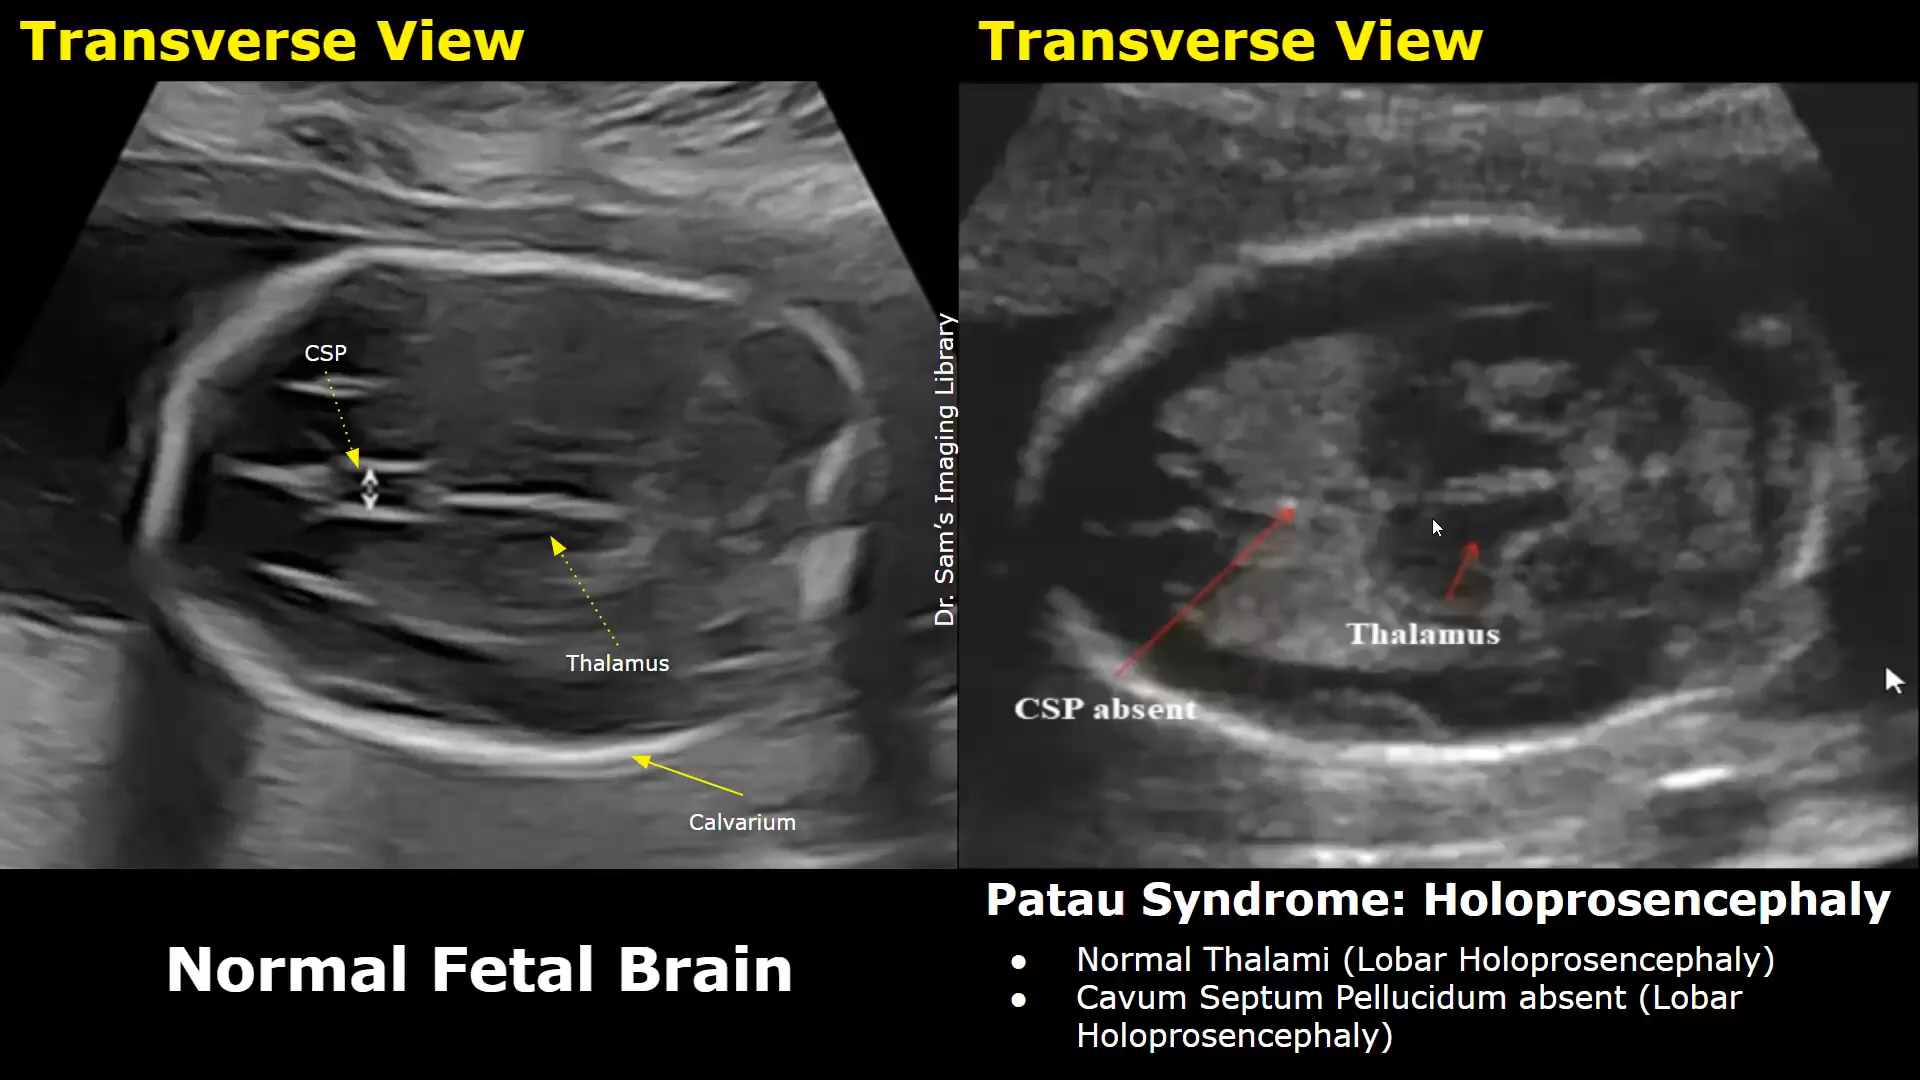 Transverse View
CSP
Thalamus
Calvarium
Normal Fetal Brain
Dr. Sam's Imaging Library
Transverse View
Thalamus
CSP absent
Patau Syndrome: Holoprosencephaly
● Normal Thalami (Lobar Holoprosencephaly)
● Cavum Septum Pellucidum absent (Lobar
Holoprosencephaly)